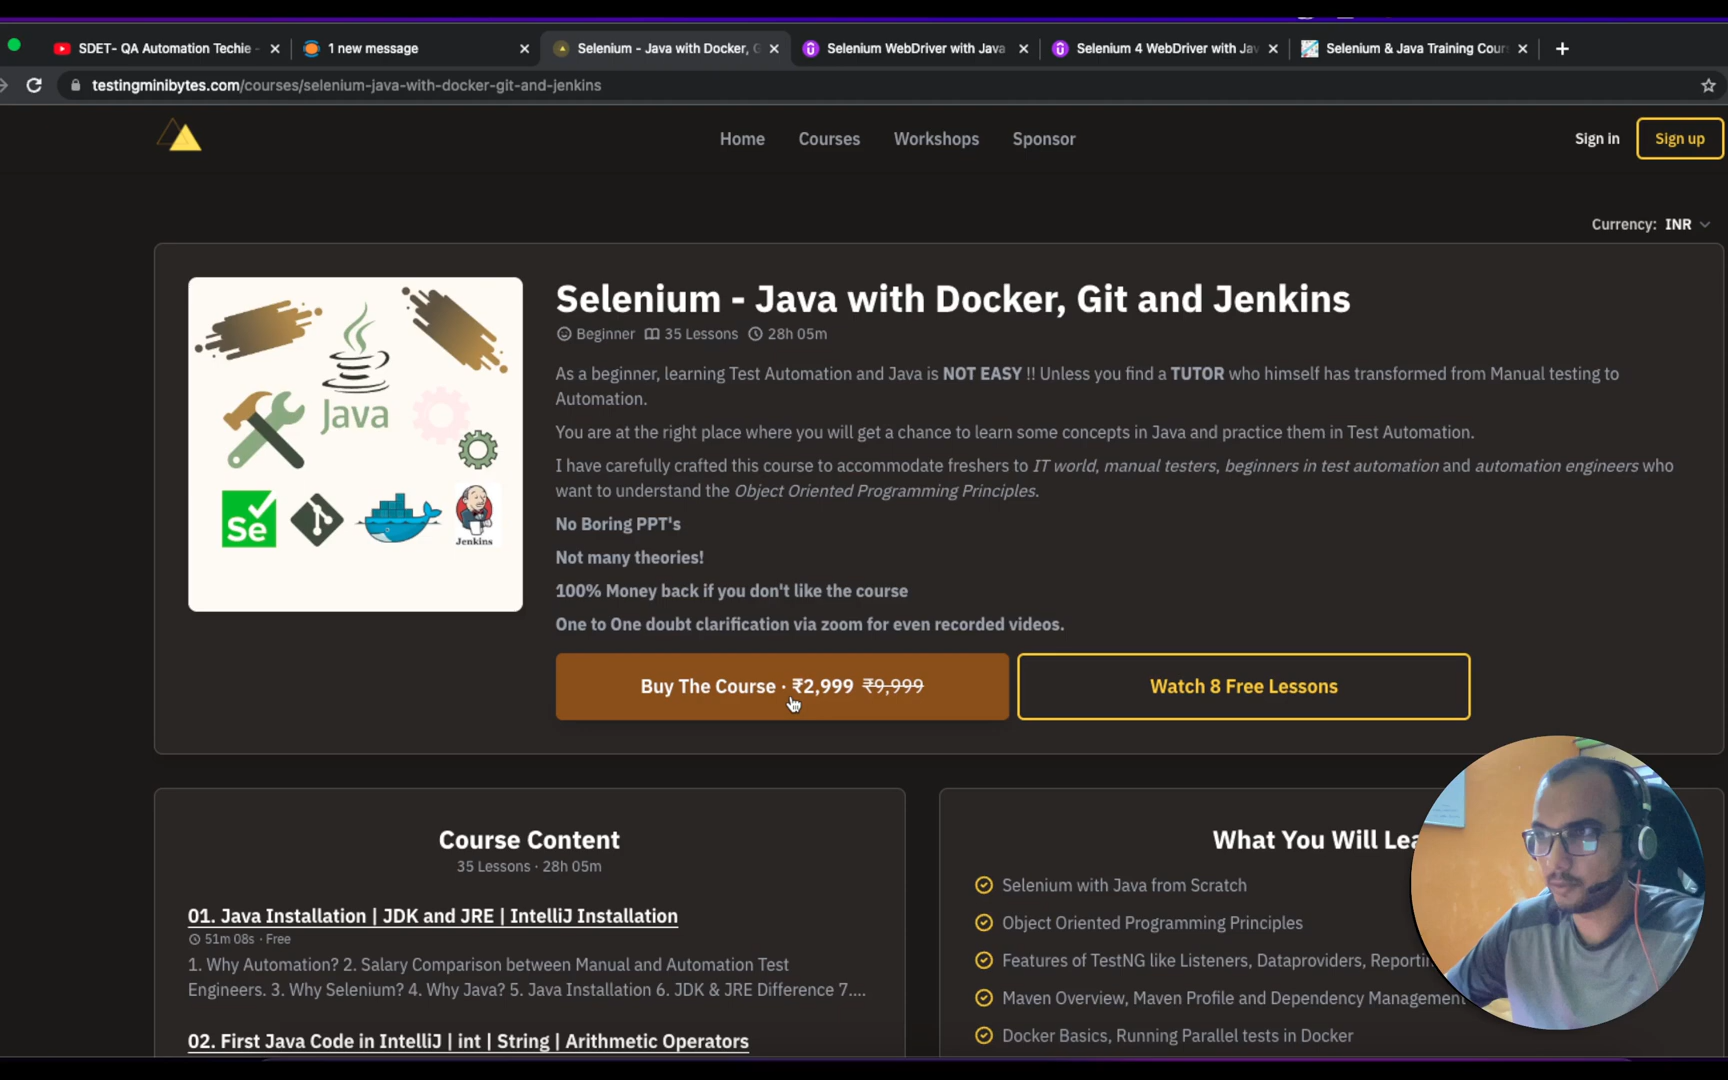 SDET- QA Automation Techie -
1 new message
Selenium - Java with Docker, G
Selenium WebDriver with Java
Selenium 4 WebDriver with Jav
Selenium & Java Training Cour
testingminibytes.com/courses/selenium-java-with-docker-git-and-jenkins
Home
Courses
Workshops
Sponsor
Sign in
Sign up
Currency: INR
Java
Se
Jenkins
Selenium - Java with Docker, Git and Jenkins
Beginner 35 Lessons 28h 05m
As a beginner, learning Test Automation and Java is NOT EASY !! Unless you find a TUTOR who himself has transformed from Manual testing to
Automation.
You are at the right place where you will get a chance to learn some concepts in Java and practice them in Test Automation.
I have carefully crafted this course to accommodate freshers to IT world, manual testers, beginners in test automation and automation engineers who
want to understand the Object Oriented Programming Principles.
No Boring PPT's
Not many theories!
100% Money back if you don't like the course
One to One doubt clarification via zoom for even recorded videos.
Buy The Course · ₹2,999 ₹9,999
Watch 8 Free Lessons
Course Content
35 Lessons · 28h 05m
01. Java Installation | JDK and JRE | IntelliJ Installation
51m 08s · Free
1. Why Automation? 2. Salary Comparison between Manual and Automation Test
Engineers. 3. Why Selenium? 4. Why Java? 5. Java Installation 6. JDK & JRE Difference 7....
02. First Java Code in IntelliJ | int | String | Arithmetic Operators
What You Will Lea
Selenium with Java from Scratch
Object Oriented Programming Principles
Features of TestNG like Listeners, Dataproviders, Reportin
Maven Overview, Maven Profile and Dependency Management
Docker Basics, Running Parallel tests in Docker